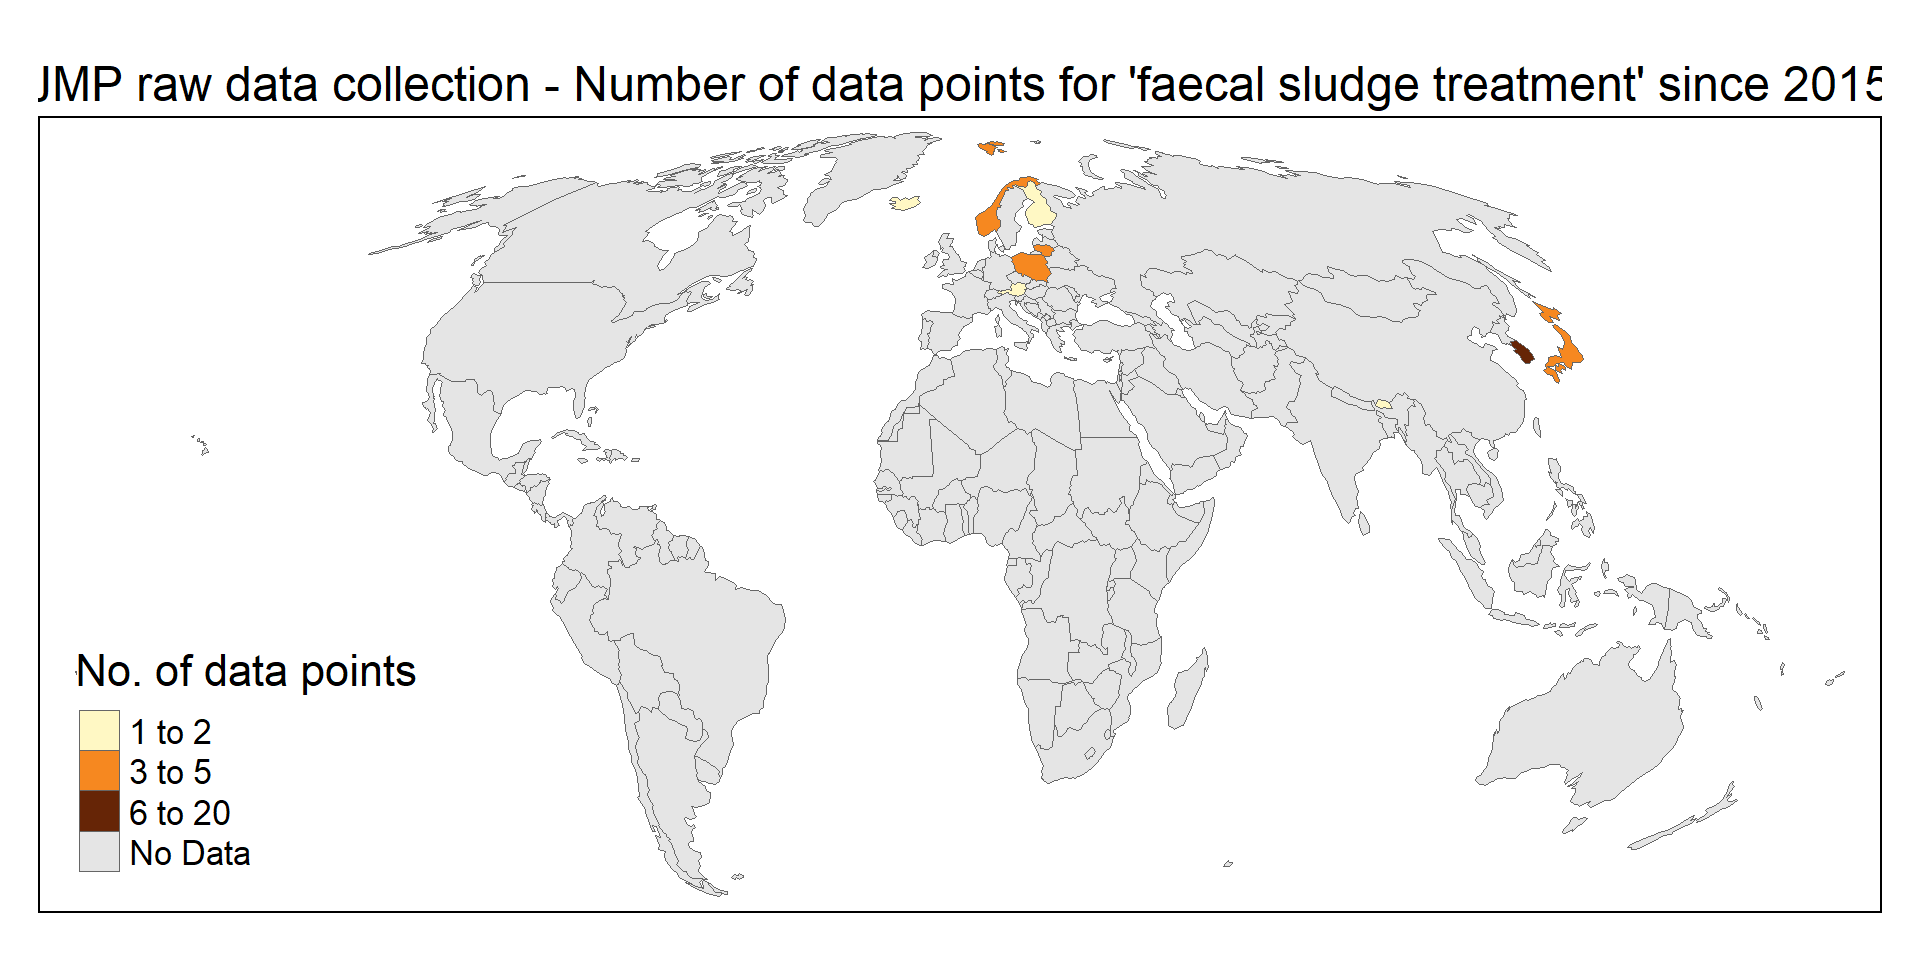 JMP raw data collection - Number of data points for 'faecal sludge treatment' since 2015
No. of data points
1 to 2
3 to 5
6 to 20
No Data